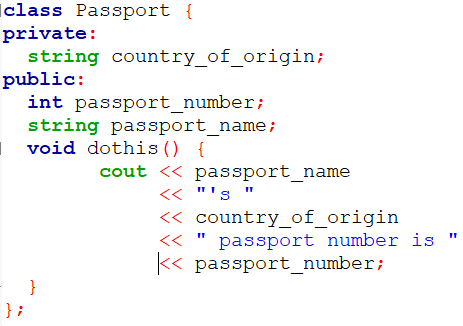 class Passport {
private:
  string country_of_origin;
public:
  int passport_number;
  string passport_name;
  void dothis() {
        cout << passport_name
             << "'s "
             << country_of_origin
             << " passport number is "
             << passport_number;
  }
};